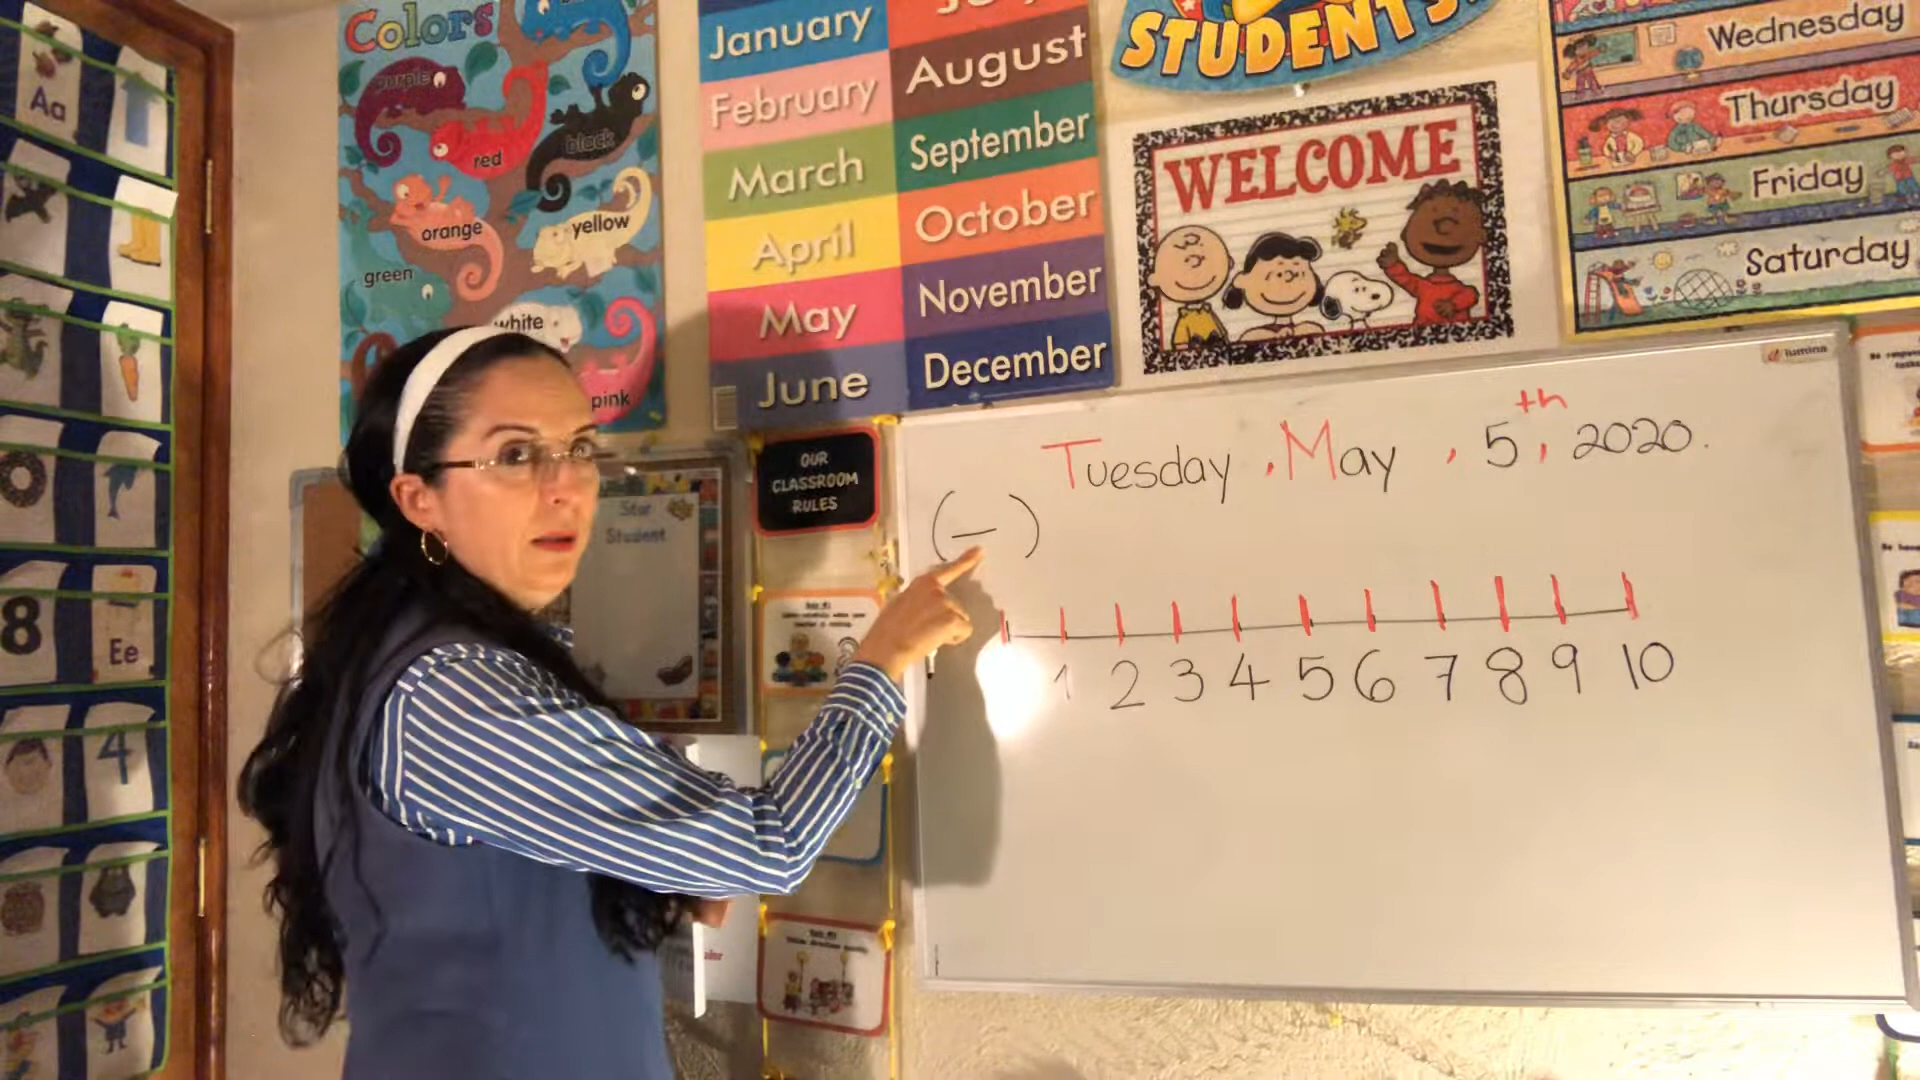 Colors
purple
red
black
orange
yellow
green
white
pink
January
February
March
April
May
June
August
September
October
November
December
STUDENTS
WELCOME
Wednesday
Thursday
Friday
Saturday
lumina
Aa
8
Ee
4
Star
Student
OUR
CLASSROOM
RULES
Tuesday, May, 5th, 2020.
(-)
1 2 3 4 5 6 7 8 9 10